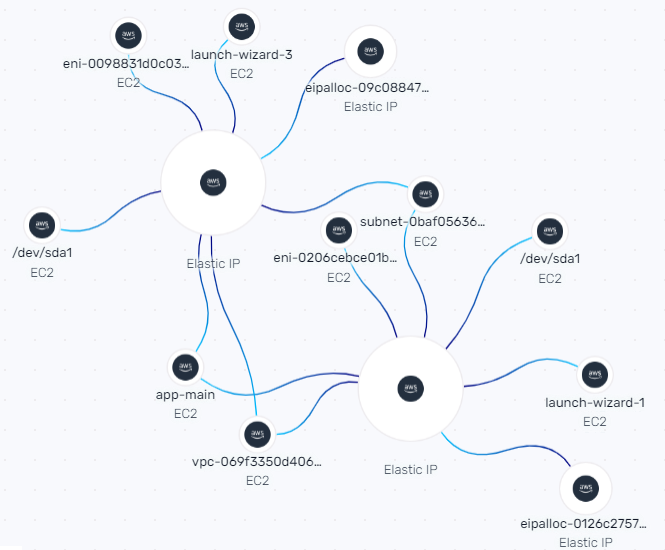 aws
eni-0098831d0c03...
EC2
aws
launch-wizard-3
EC2
aws
eipalloc-09c08847...
Elastic IP
aws
Elastic IP
aws
/dev/sda1
EC2
aws
subnet-0baf05636...
EC2
aws
eni-0206cebce01b...
EC2
aws
/dev/sda1
EC2
aws
app-main
EC2
aws
vpc-069f3350d406...
EC2
aws
Elastic IP
aws
launch-wizard-1
EC2
aws
eipalloc-0126c2757...
Elastic IP